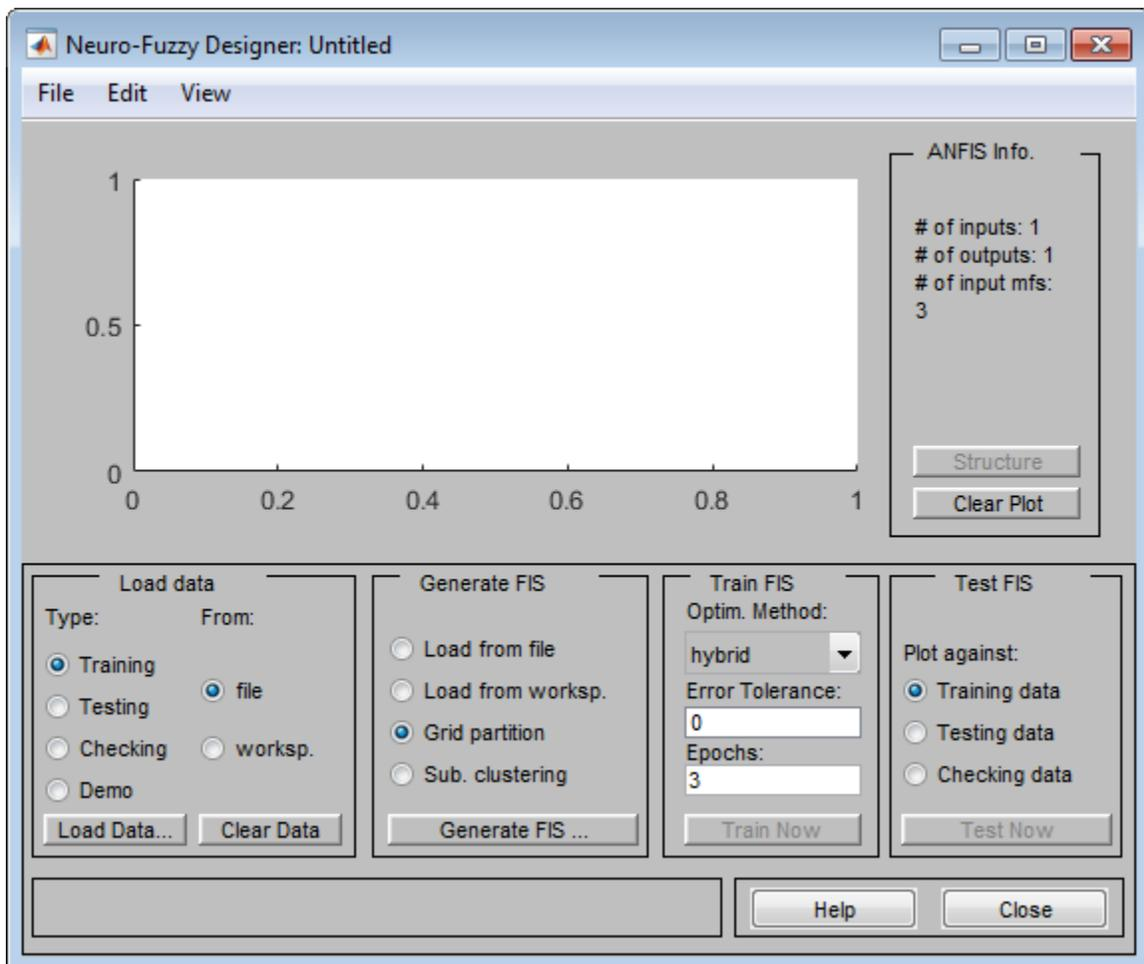 Neuro-Fuzzy Designer: Untitled
File Edit View
1
0.5
0
0 0.2 0.4 0.6 0.8 1
ANFIS Info.
# of inputs: 1
# of outputs: 1
# of input mfs:
3
Structure
Clear Plot
Load data
Type: From:
Training
file
Testing
Checking
worksp.
Demo
Load Data... Clear Data
Generate FIS
Load from file
Load from worksp.
Grid partition
Sub. clustering
Generate FIS ...
Train FIS
Optim. Method:
hybrid
Error Tolerance:
0
Epochs:
3
Train Now
Test FIS
Plot against:
Training data
Testing data
Checking data
Test Now
Help Close